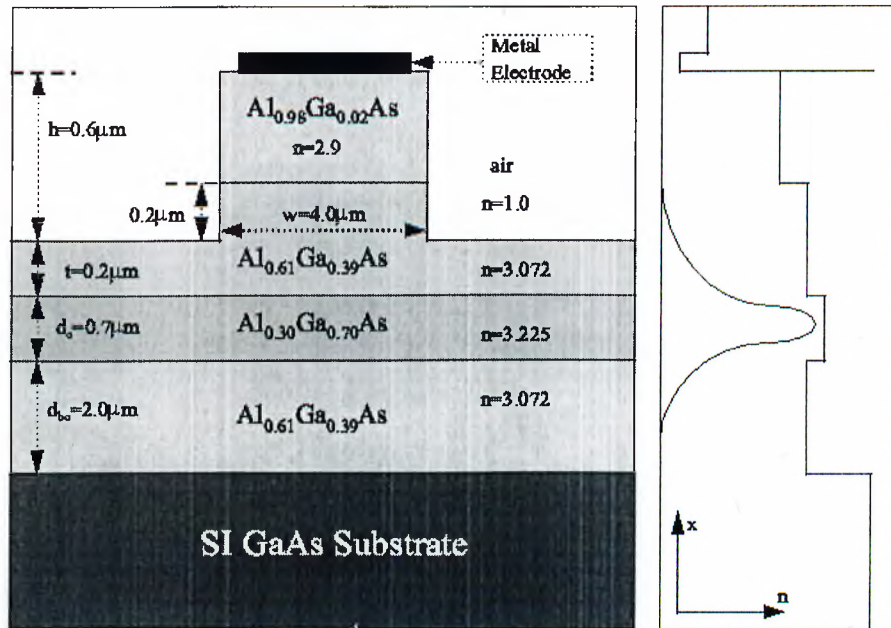 Metal
Electrode
Al₀.₉₈Ga₀.₀₂As
n=2.9
h=0.6μm
air
n=1.0
0.2μm
w=4.0μm
t=0.2μm
Al₀.₆₁Ga₀.₃₉As
n=3.072
Al₀.₃₀Ga₀.₇₀As
n=3.225
=0.7μm
=2.0μm
Al₀.₆₁Ga₀.₃₉As
n=3.072
SI GaAs Substrate
x
n